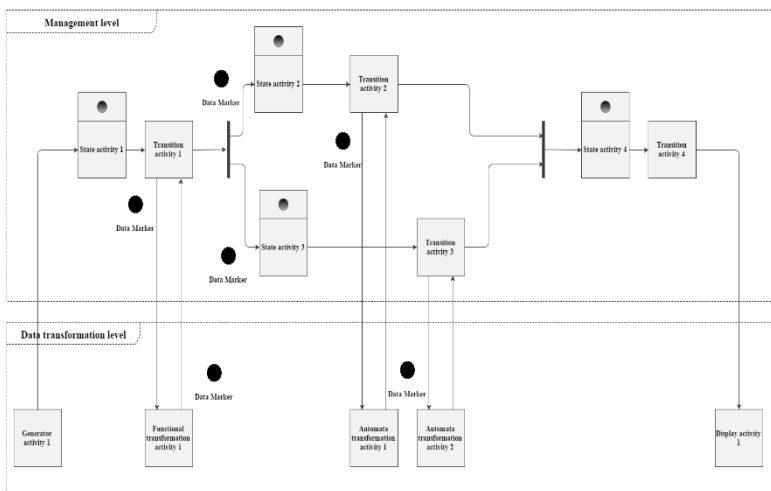 Management level
State activity 2
Transition
activity 2
Data Marker
State activity 1
Transition
activity 1
Data Marker
State activity 4
Transition
activity 4
Data Marker
State activity 3
Transition
activity 3
Data Marker
Data transformation level
Data Marker
Data Marker
Generator
activity 1
Functional
transformation
activity 1
Automata
transformation
activity 1
Automata
transformation
activity 2
Display activity
1